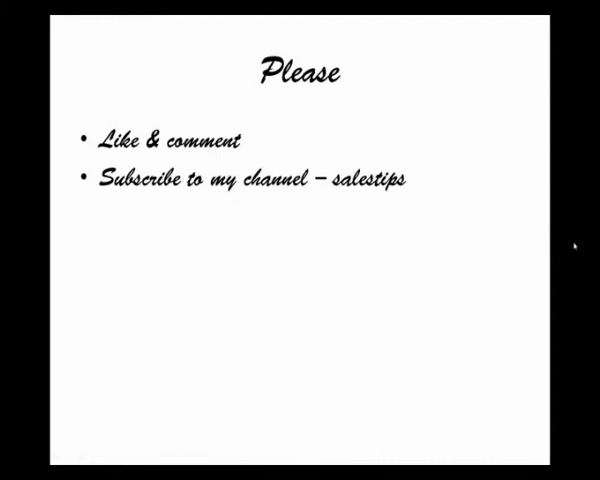 Please
• Like & comment
• Subscribe to my channel – salestips